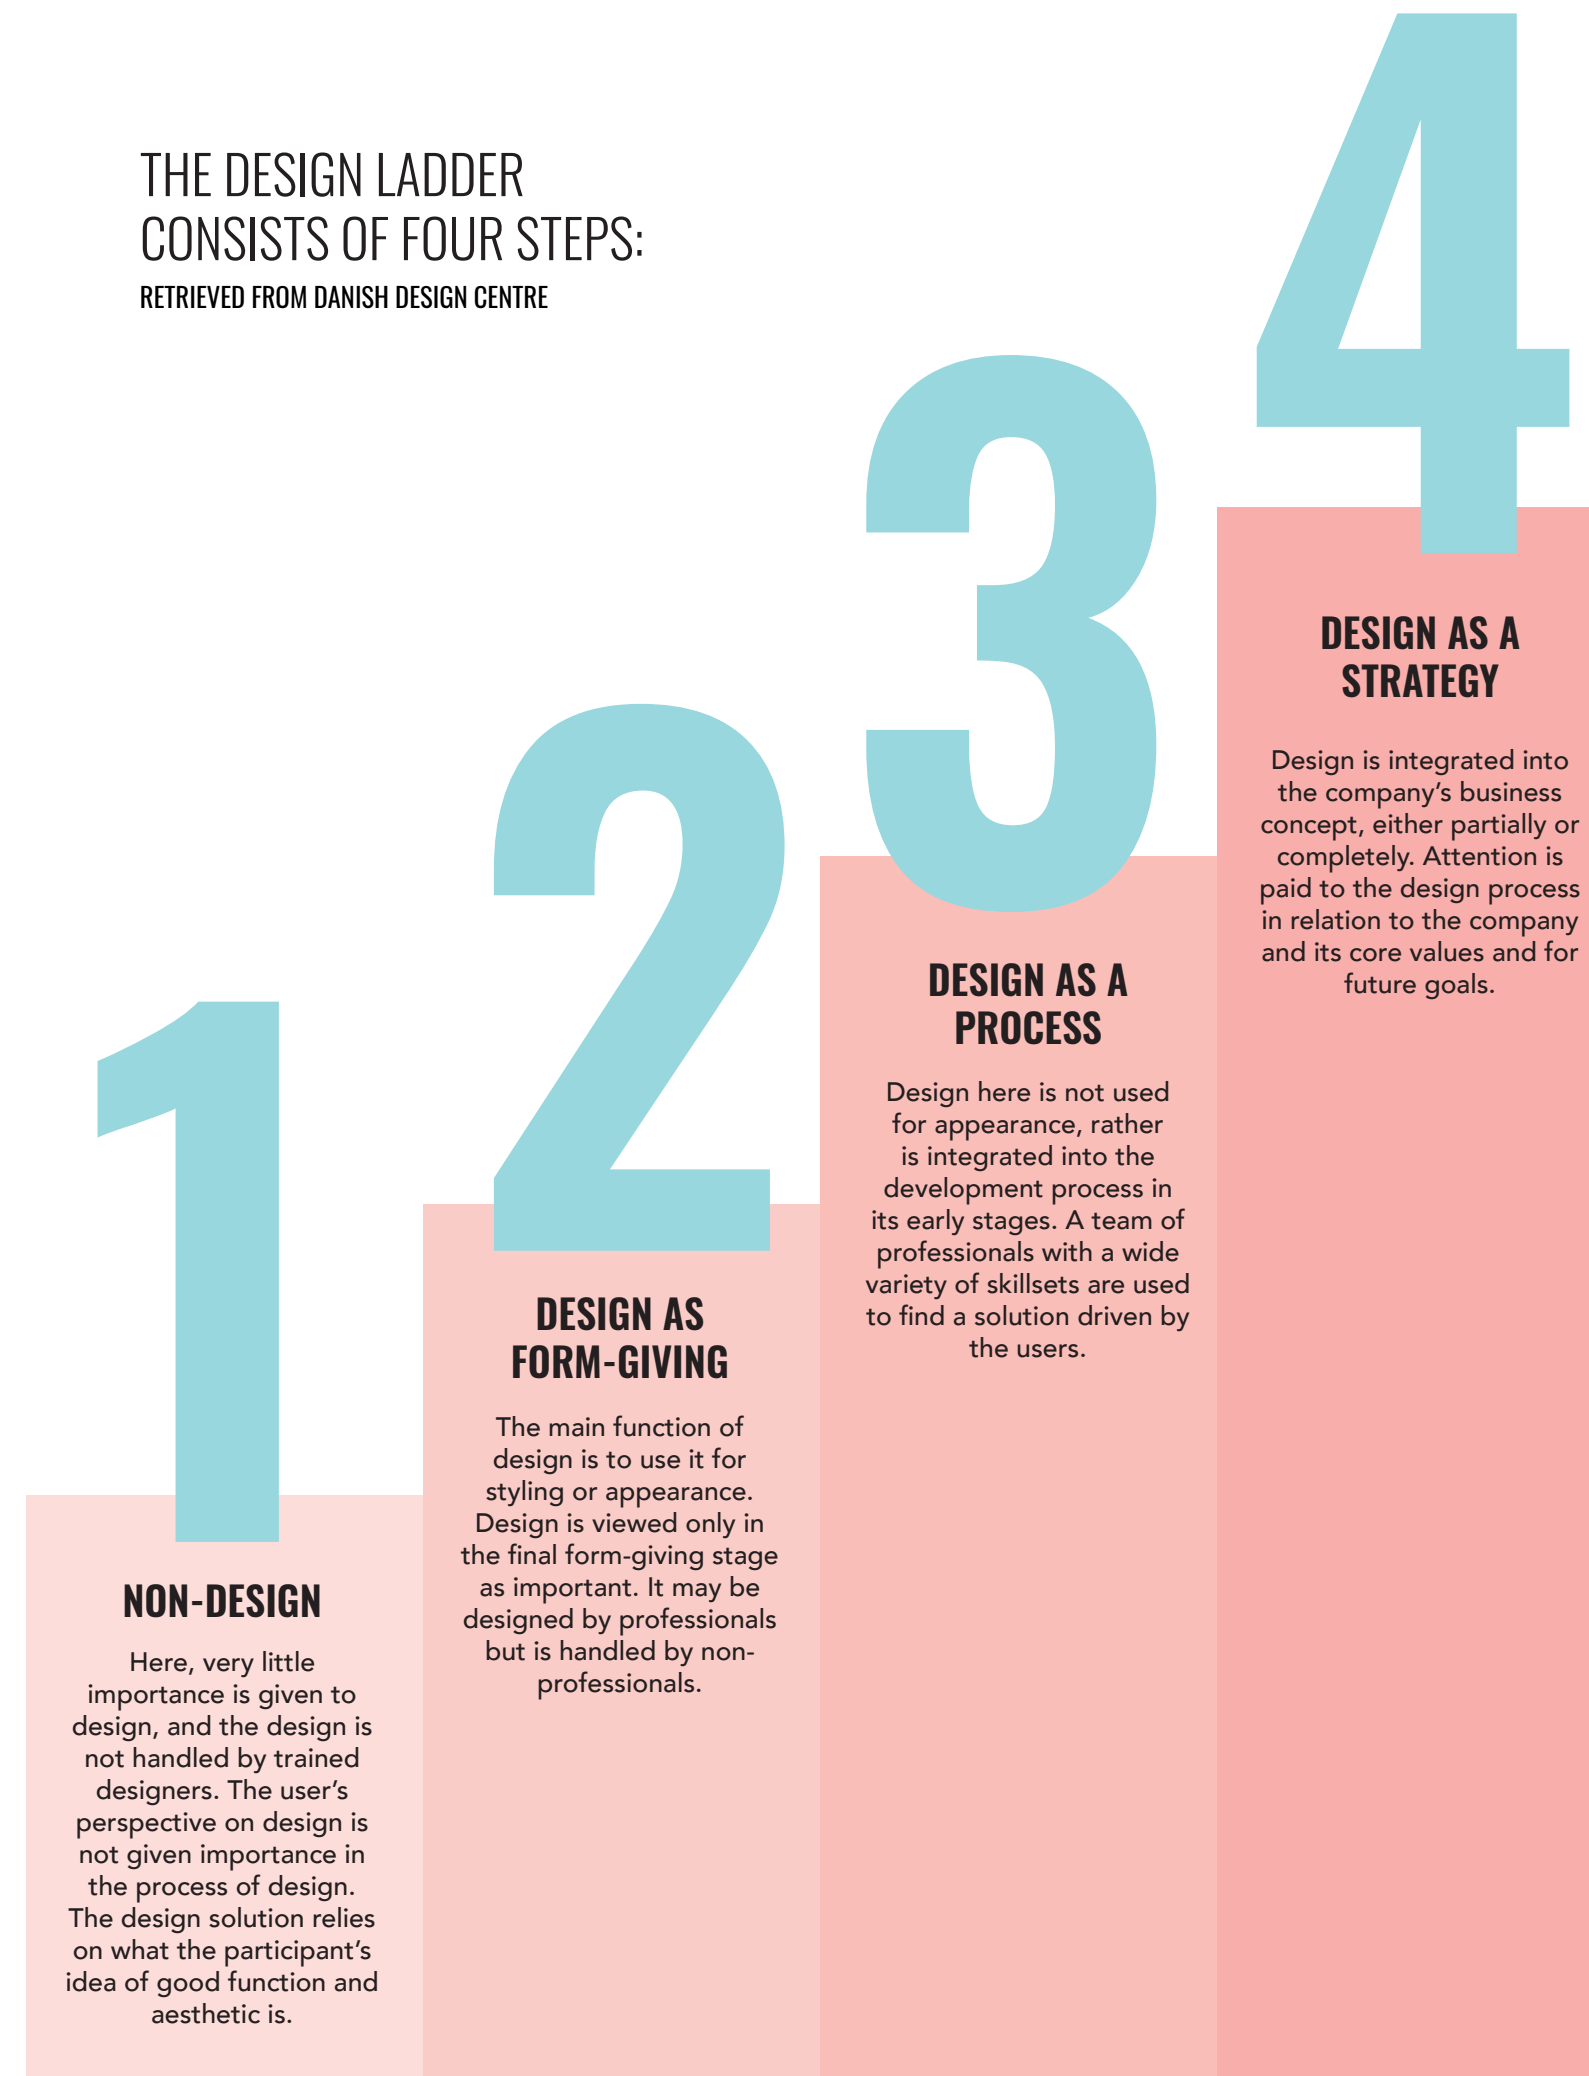 THE DESIGN LADDER
CONSISTS OF FOUR STEPS:
RETRIEVED FROM DANISH DESIGN CENTRE
1
NON-DESIGN
Here, very little
importance is given to
design, and the design is
not handled by trained
designers. The user’s
perspective on design is
not given importance in
the process of design.
The design solution relies
on what the participant’s
idea of good function and
aesthetic is.
2
DESIGN AS
FORM-GIVING
The main function of
design is to use it for
styling or appearance.
Design is viewed only in
the final form-giving stage
as important. It may be
designed by professionals
but is handled by non-
professionals.
3
DESIGN AS A
PROCESS
Design here is not used
for appearance, rather
is integrated into the
development process in
its early stages. A team of
professionals with a wide
variety of skillsets are used
to find a solution driven by
the users.
4
DESIGN AS A
STRATEGY
Design is integrated into
the company’s business
concept, either partially or
completely. Attention is
paid to the design process
in relation to the company
and its core values and for
future goals.